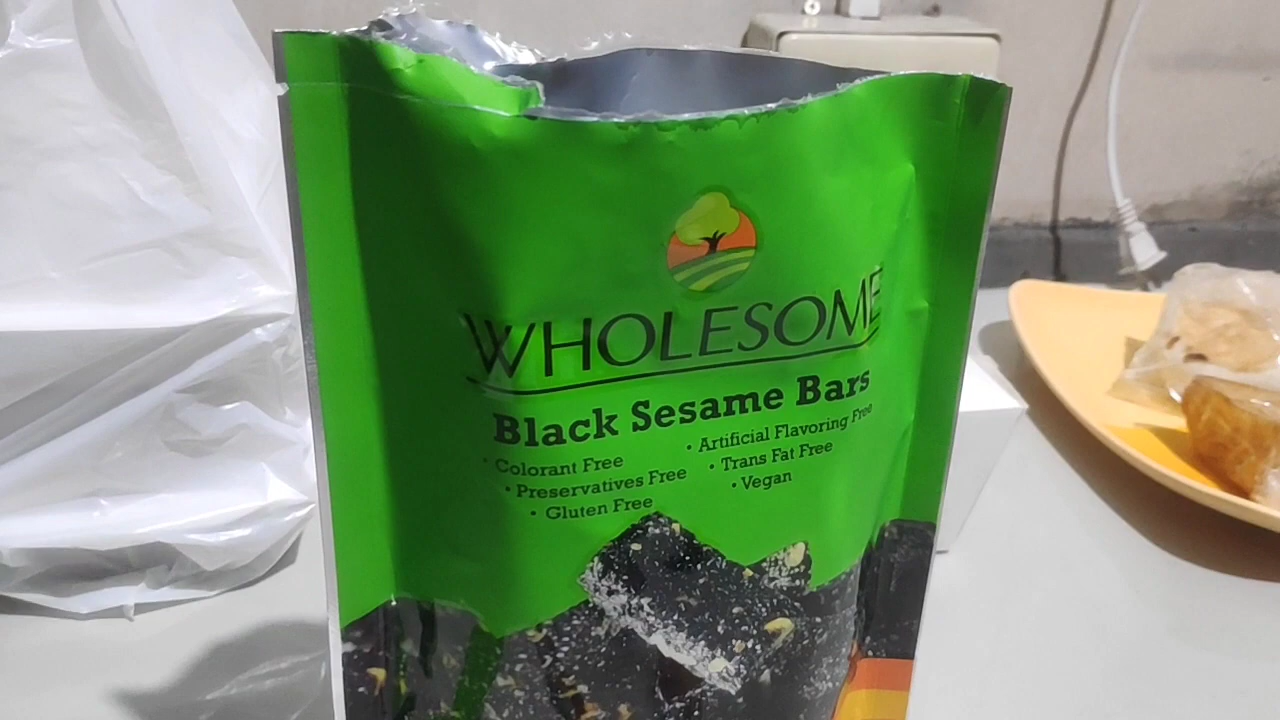 WHOLESOME
Black Sesame Bars
• Colorant Free
• Preservatives Free
• Gluten Free
• Artificial Flavoring Free
• Trans Fat Free
• Vegan